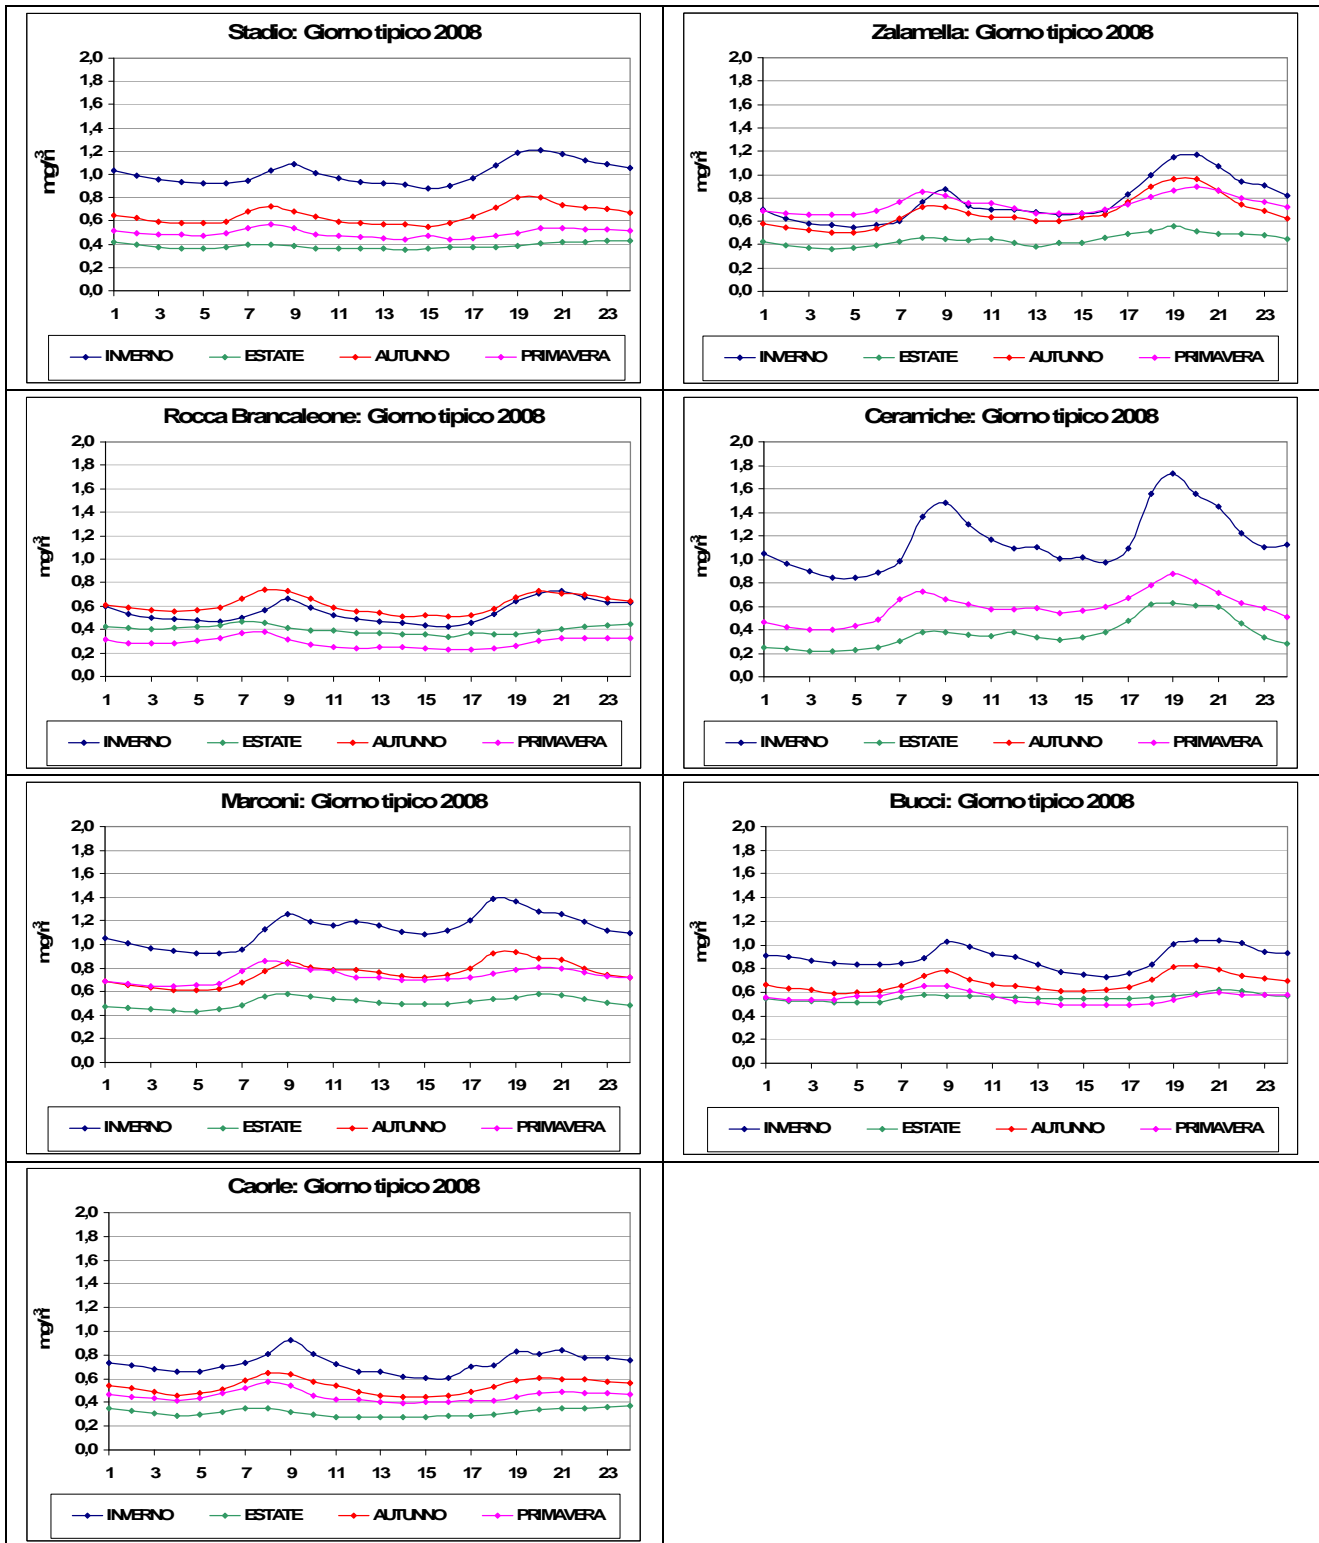 Stadio: Giorno tipico 2008
mg/m³
2,0
1,8
1,6
1,4
1,2
1,0
0,8
0,6
0,4
0,2
0,0
1 3 5 7 9 11 13 15 17 19 21 23
INVERNO ESTATE AUTUNNO PRIMAVERA
Zalamella: Giorno tipico 2008
mg/m³
2,0
1,8
1,6
1,4
1,2
1,0
0,8
0,6
0,4
0,2
0,0
1 3 5 7 9 11 13 15 17 19 21 23
INVERNO ESTATE AUTUNNO PRIMAVERA
Rocca Brancaleone: Giorno tipico 2008
mg/m³
2,0
1,8
1,6
1,4
1,2
1,0
0,8
0,6
0,4
0,2
0,0
1 3 5 7 9 11 13 15 17 19 21 23
INVERNO ESTATE AUTUNNO PRIMAVERA
Ceramiche: Giorno tipico 2008
mg/m³
2,0
1,8
1,6
1,4
1,2
1,0
0,8
0,6
0,4
0,2
0,0
1 3 5 7 9 11 13 15 17 19 21 23
INVERNO ESTATE AUTUNNO PRIMAVERA
Marconi: Giorno tipico 2008
mg/m³
2,0
1,8
1,6
1,4
1,2
1,0
0,8
0,6
0,4
0,2
0,0
1 3 5 7 9 11 13 15 17 19 21 23
INVERNO ESTATE AUTUNNO PRIMAVERA
Bucci: Giorno tipico 2008
mg/m³
2,0
1,8
1,6
1,4
1,2
1,0
0,8
0,6
0,4
0,2
0,0
1 3 5 7 9 11 13 15 17 19 21 23
INVERNO ESTATE AUTUNNO PRIMAVERA
Caorle: Giorno tipico 2008
mg/m³
2,0
1,8
1,6
1,4
1,2
1,0
0,8
0,6
0,4
0,2
0,0
1 3 5 7 9 11 13 15 17 19 21 23
INVERNO ESTATE AUTUNNO PRIMAVERA